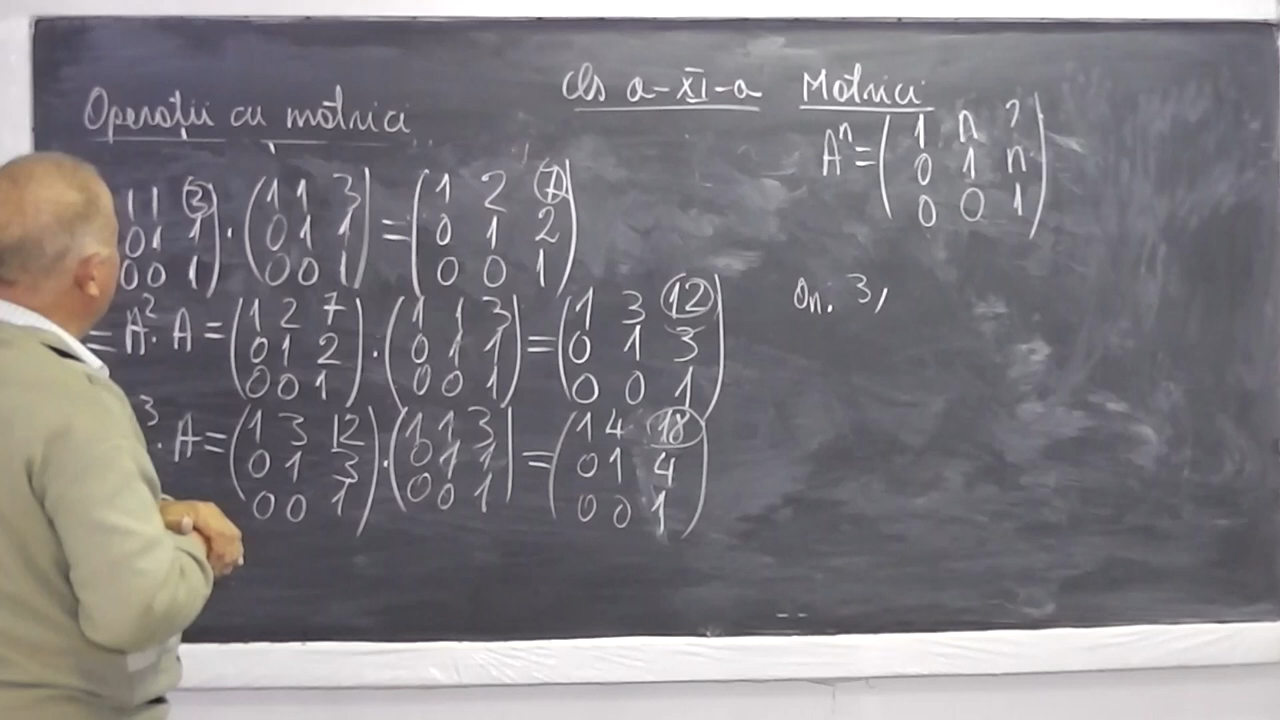 cls a-XI-a Matrici
Operații cu matrici
A^n = (1 n ?
0 1 n
0 0 1)
1 1 3) · (1 1 3) = (1 2 7)
0 1 1) · (0 1 1) = (0 1 2)
0 0 1) · (0 0 1) = (0 0 1)
= A^2 · A = (1 2 7) · (1 1 3) = (1 3 12)
(0 1 2) · (0 1 1) = (0 1 3)
(0 0 1) · (0 0 1) = (0 0 1)
3 · A = (1 3 12) · (1 1 3) = (1 4 18)
(0 1 3) · (0 1 1) = (0 1 4)
(0 0 1) · (0 0 1) = (0 0 1)
an: 3,